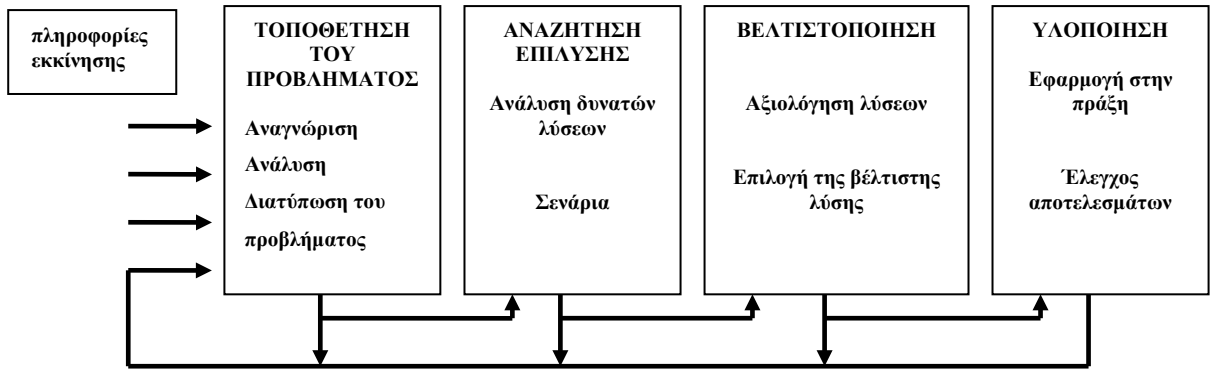 πληροφορίες
εκκίνησης
ΤΟΠΟΘΕΤΗΣΗ
ΤΟΥ
ΠΡΟΒΛΗΜΑΤΟΣ
Αναγνώριση
Ανάλυση
Διατύπωση του
προβλήματος
ΑΝΑΖΗΤΗΣΗ
ΕΠΙΛΥΣΗΣ
Ανάλυση δυνατών
λύσεων
Σενάρια
ΒΕΛΤΙΣΤΟΠΟΙΗΣΗ
Αξιολόγηση λύσεων
Επιλογή της βέλτιστης
λύσης
ΥΛΟΠΟΙΗΣΗ
Εφαρμογή στην
πράξη
Έλεγχος
αποτελεσμάτων